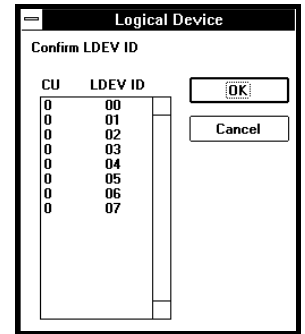 Logical Device
Confirm LDEV ID
CU LDEV ID
0 00
0 01
0 02
0 03
0 04
0 05
0 06
0 07
OK
Cancel